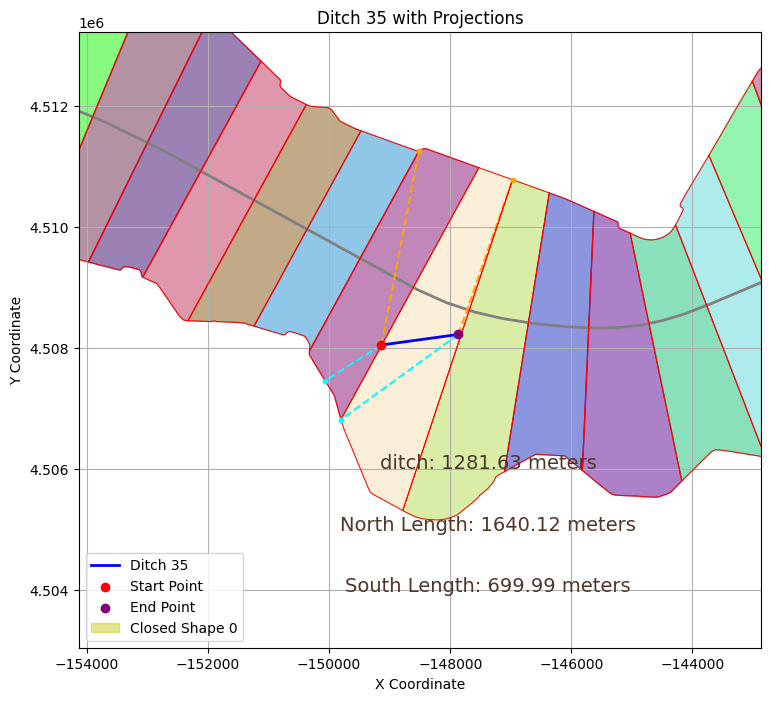 Ditch 35 with Projections
1e6
4.512
4.510
4.508
4.506
4.504
Y Coordinate
ditch: 1281.63 meters
North Length: 1640.12 meters
South Length: 699.99 meters
Ditch 35
Start Point
End Point
Closed Shape 0
−154000 −152000 −150000 −148000 −146000 −144000
X Coordinate